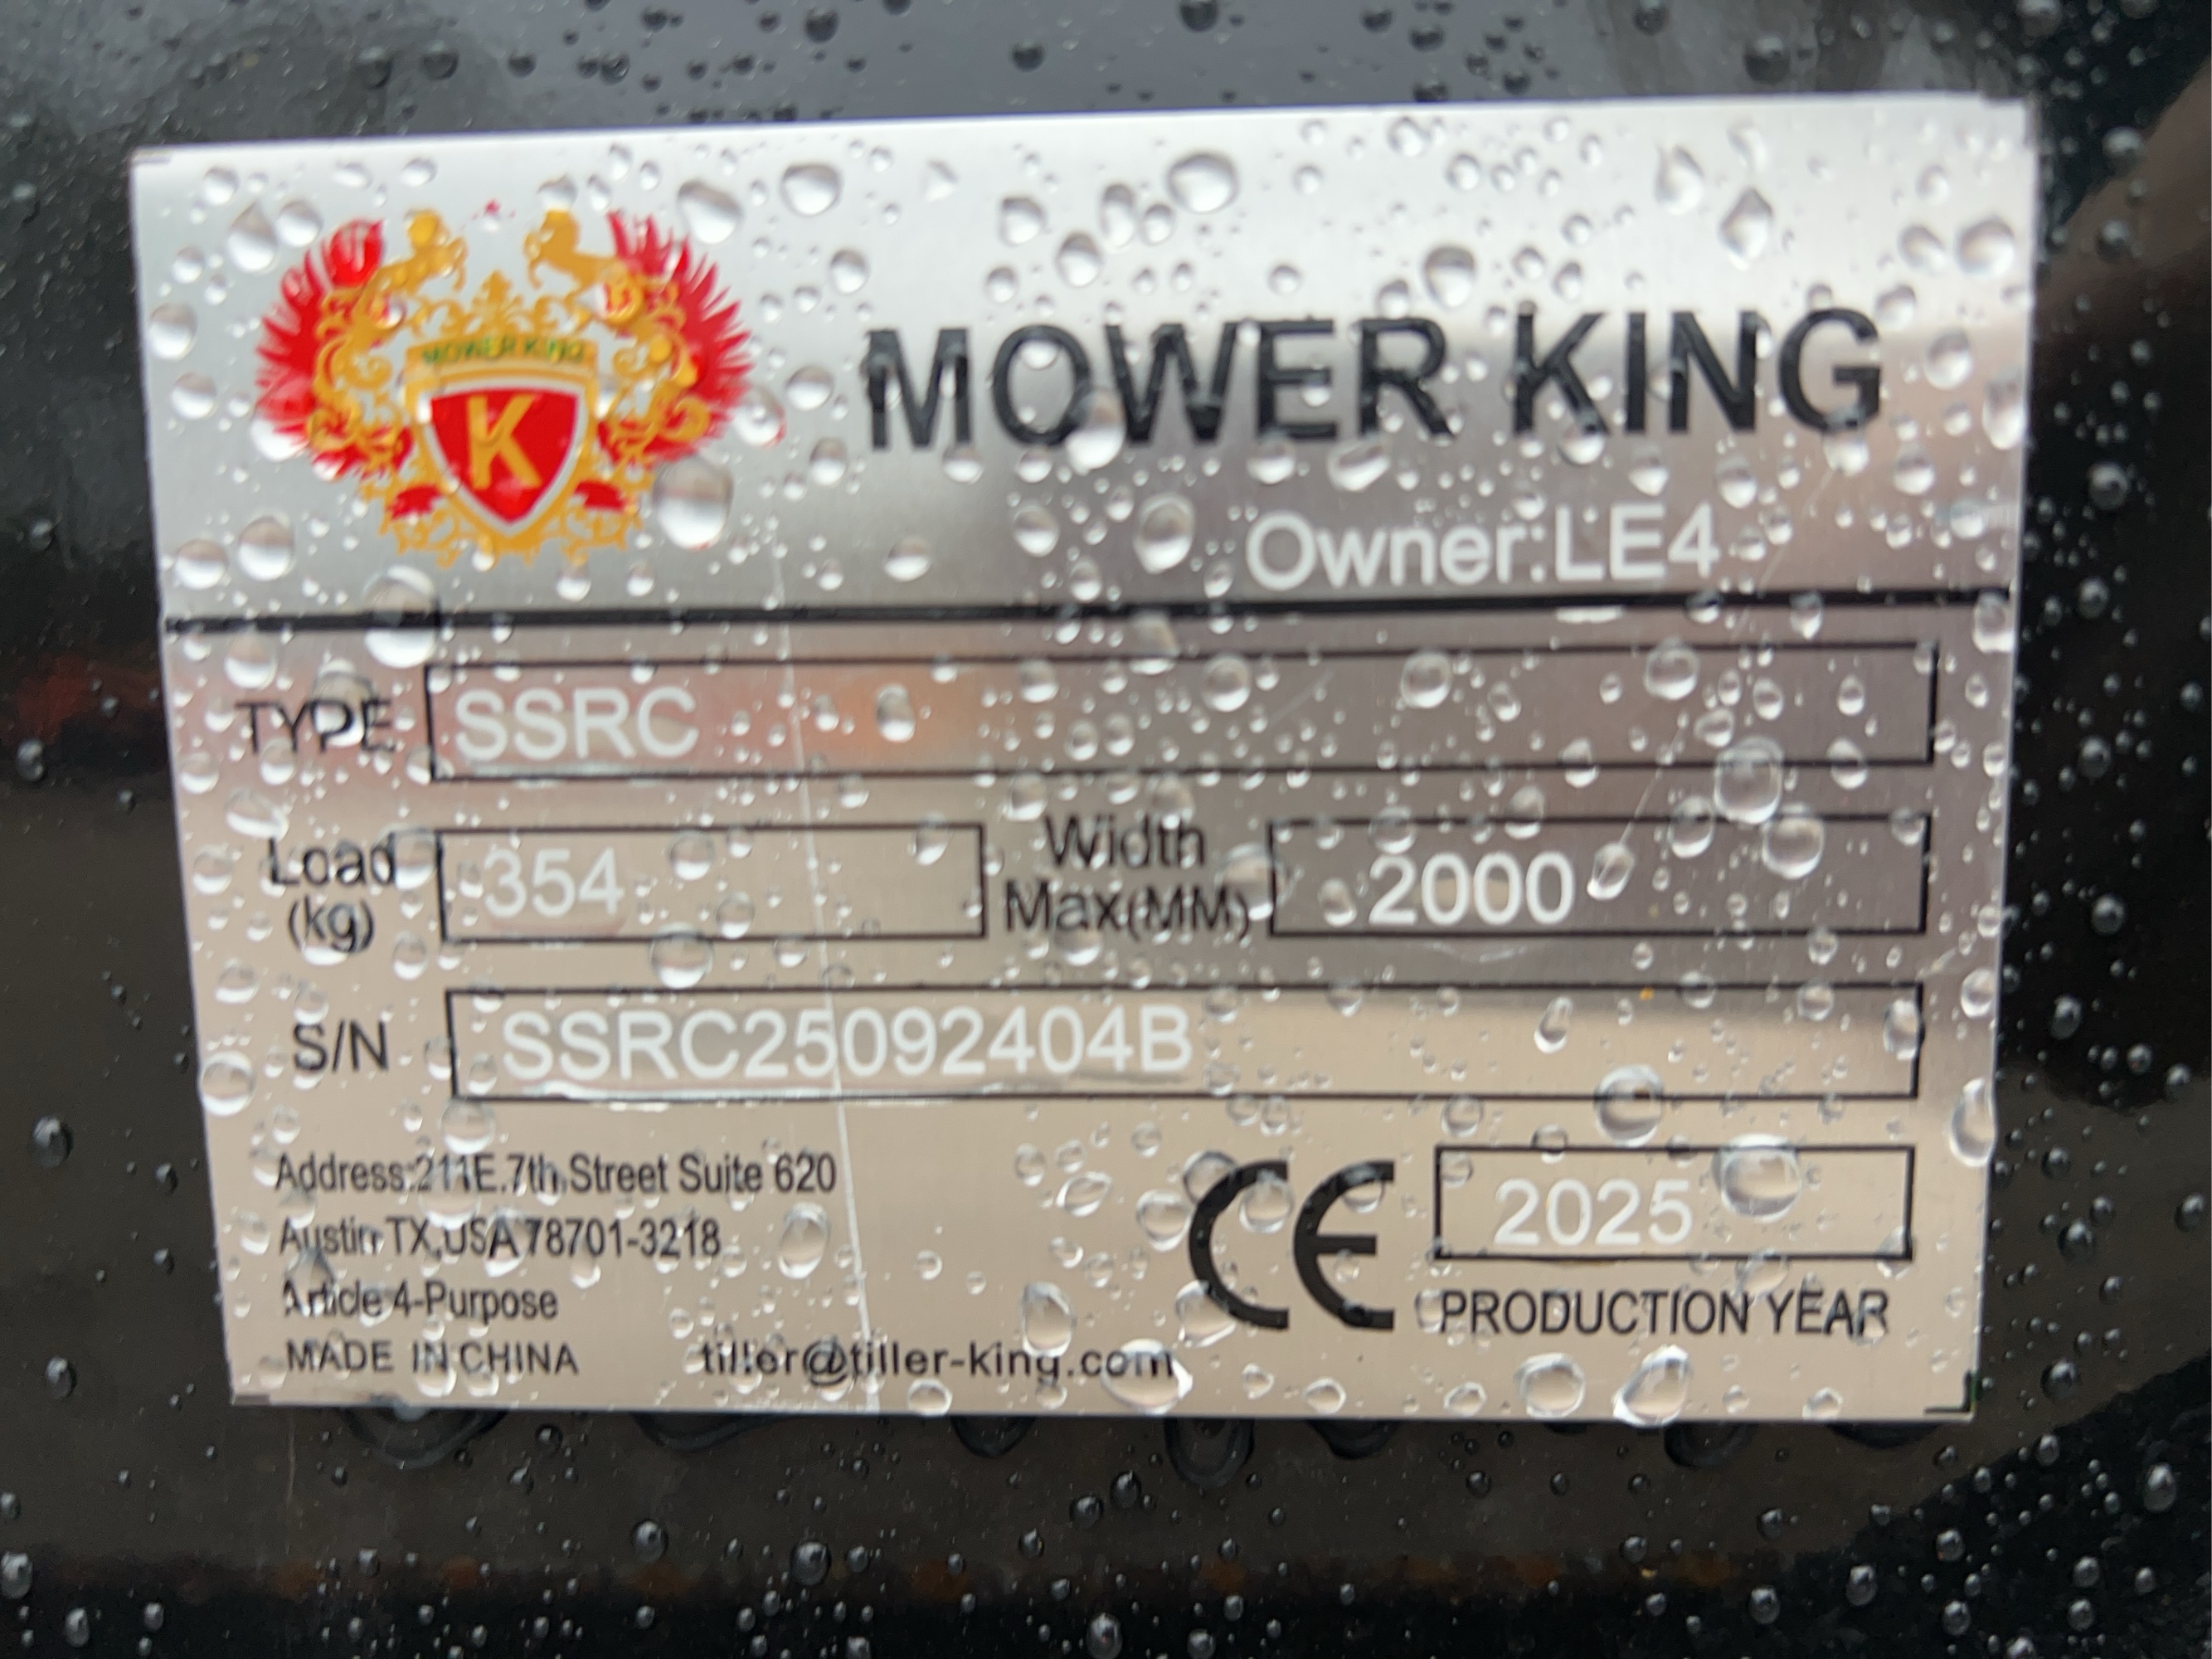 MOWER KING
K
MOWER KING
Owner:LE4
TYPE SSRC
Load (kg) 354 Width Max(MM) 2000
S/N SSRC25092404B
Address:211E.7th Street Suite 620
Austin TX,USA 78701-3218
Article 4-Purpose
MADE IN CHINA tiller@tiller-king.com
CE 2025
PRODUCTION YEAR